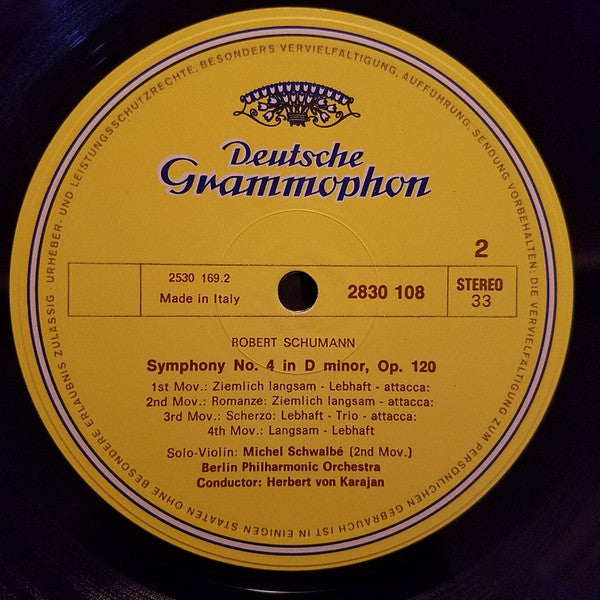 URHEBER- UND LEISTUNGSSCHUTZRECHTE, BESONDERS VERVIELFÄLTIGUNG, AUFFÜHRUNG, SENDUNG VORBEHALTEN: DIE VERVIELFÄLTIGUNG ZUM PERSÖNLICHEN GEBRAUCH IST IN EINIGEN STAATEN OHNE BESONDERE ERLAUBNIS ZULÄSSIG ·
Deutsche
Grammophon
2
2530 169.2
Made in Italy
2830 108
STEREO
33
ROBERT SCHUMANN
Symphony No. 4 in D minor, Op. 120
1st Mov.: Ziemlich langsam - Lebhaft - attacca:
2nd Mov.: Romanze: Ziemlich langsam - attacca:
3rd Mov.: Scherzo: Lebhaft - Trio - attacca:
4th Mov.: Langsam - Lebhaft
Solo-Violin: Michel Schwalbé (2nd Mov.)
Berlin Philharmonic Orchestra
Conductor: Herbert von Karajan